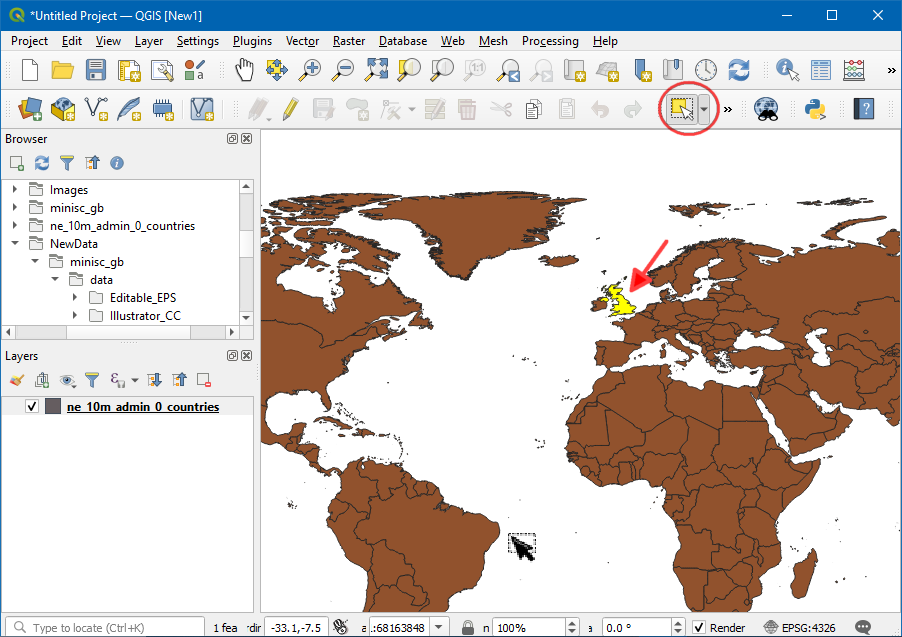 *Untitled Project — QGIS [New1]
Project Edit View Layer Settings Plugins Vector Raster Database Web Mesh Processing Help
Browser
Images
minisc_gb
ne_10m_admin_0_countries
NewData
minisc_gb
data
Editable_EPS
Illustrator_CC
Layers
ne_10m_admin_0_countries
Type to locate (Ctrl+K) 1 fea rdir -33.1,-7.5 a .:68163848 n 100% a 0.0 ° Render EPSG:4326